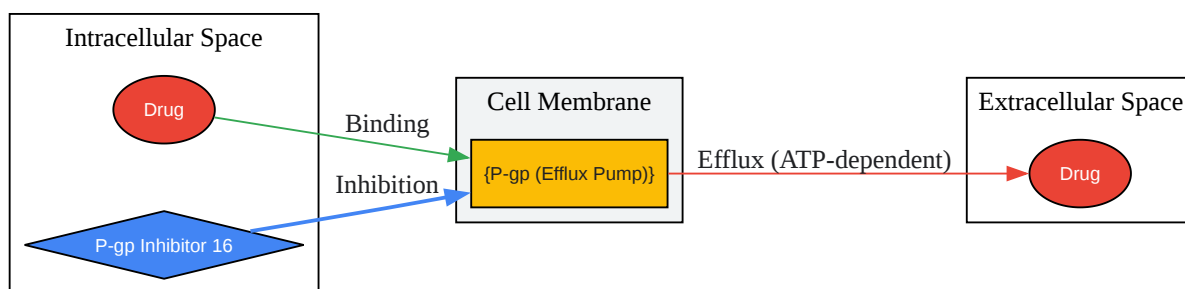 Intracellular Space
Drug
P-gp Inhibitor 16
Binding
Inhibition
Cell Membrane
{P-gp (Efflux Pump)}
Efflux (ATP-dependent)
Extracellular Space
Drug